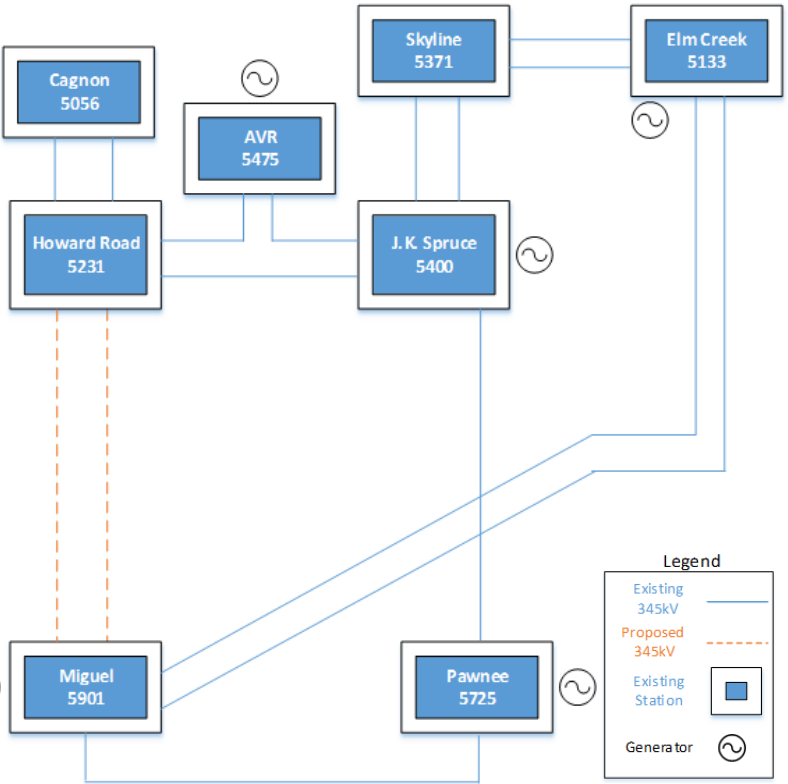 Skyline
5371
Elm Creek
5133
Cagnon
5056
AVR
5475
Howard Road
5231
J.K. Spruce
5400
Miguel
5901
Pawnee
5725
Legend
Existing
345kV
Proposed
345kV
Existing
Station
Generator